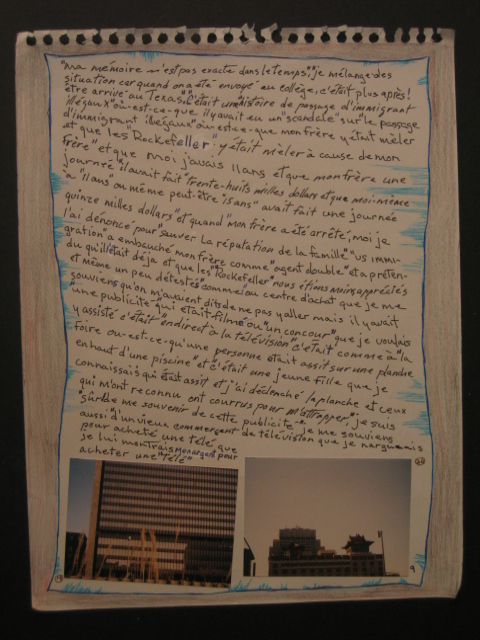 "ma mémoire n'est pas exacte dans le temps", "je mélange des
situation car quand on a été envoyé au collège, c'était plus après!
être arrivé au Texas, "c'était une histoire de passage d'immigrant
illégaux" où-est-ce-que il y avait eu un "scandale" sur "le passage
d'immigrant illégaux" où-est-ce-que mon frère y était mèler
et que les "Rockefeller" y était mèler à cause de mon
frère" et que moi j'avais 11 ans et que mon frère une
journée "il avait fait "trente-huits milles dollars et que moi-même
à "11 ans" ou même peut-être "15 ans" avait fait une journée
quinze milles dollars" et quand "mon frère a été arrêté, moi je
l'ai dénoncé pour "sauver La réputation de la famille" "us immi-
gration" a embauché mon frère comme "agent double" et a préten-
du qu'il l'était déjà et que les "Rockefeller" nous étions moins appréciés
et même un peu détestés "comme" au centre d'achat que je me
souviens qu'on m'avaient dits de ne pas y aller mais il y avait
"une publicité" qui était filmé ou "un concour" que je voulais
y assisté c'était "en direct à la télévision" c'était comme à "la
foire ou-est-ce-qu'une personne était assit sur une planche
en haut d'une piscine" et c'était une jeune fille que je
connaissais qui était assit et j'ai déclenché la planche et ceux
qui m'ont reconnu ont courrus pour m'attrapper, "je suis
sûr de me souvenir de cette publicité", je me souviens
aussi "d'un vieux commerçant de télévision que je narguais
pour acheté une télé que
je lui montrais mon argent pour
acheter une "télé"
20
19
9